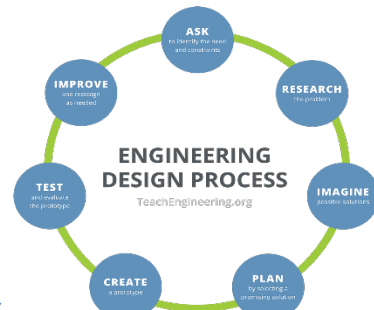 ASK
to identify the need
and constraints
RESEARCH
the problem
IMAGINE
possible solutions
PLAN
by selecting a
promising solution
CREATE
a prototype
TEST
and evaluate
the prototype
IMPROVE
and redesign
as needed
ENGINEERING
DESIGN PROCESS
TeachEngineering.org